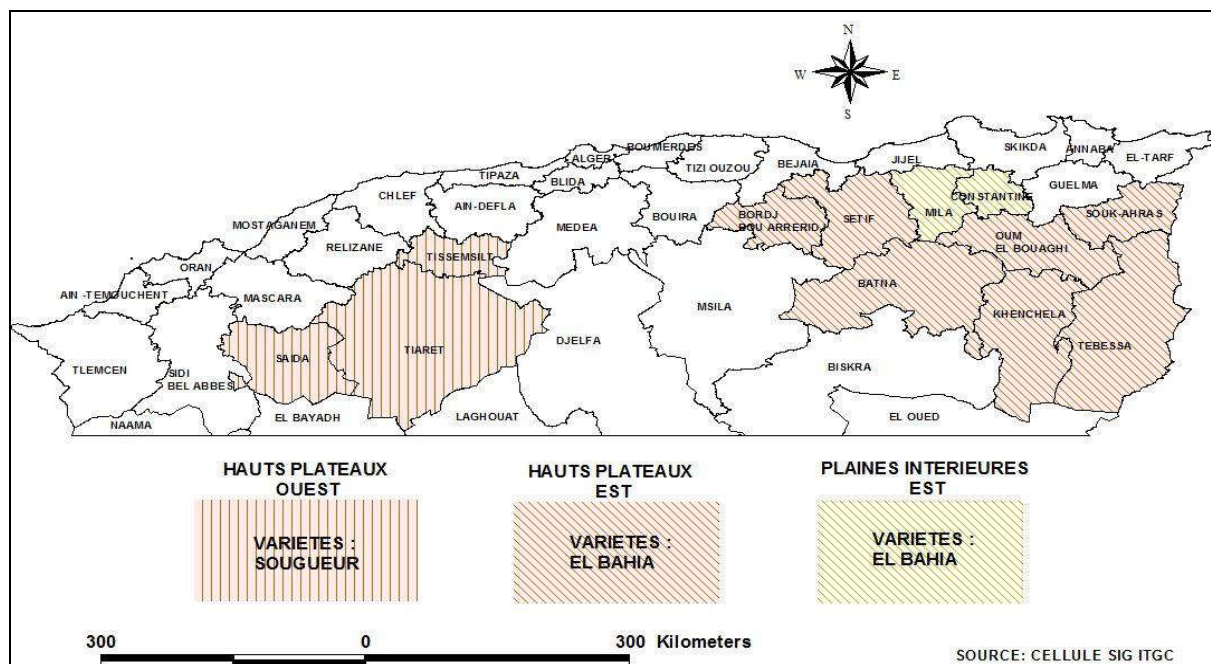 N
W E
S
BOUMERDES
ALGER
TIPAZA
BLIDA
TIZI OUZOU
BEJAIA
JIJEL
SKIKDA
ANNABA
EL-TARF
CHLEF
AIN-DEFLA
MEDEA
BOUIRA
BORDJ
BOU ARRERID
SETIF
MILA
CONSTANTINE
GUELMA
SOUK-AHRAS
OUM
EL BOUAGHI
MOSTAGANEM
RELIZANE
TISSEMSILT
ORAN
AIN -TEMOUCHENT
MASCARA
TIARET
DJELFA
MSILA
BATNA
KHENCHELA
TEBESSA
TLEMCEN
SIDI
BEL ABBES
SAIDA
BISKRA
NAAMA
EL BAYADH
LAGHOUAT
EL OUED
HAUTS PLATEAUX
OUEST
VARIETES :
SOUGUEUR
HAUTS PLATEAUX
EST
VARIETES :
EL BAHIA
PLAINES INTERIEURES
EST
VARIETES :
EL BAHIA
300 0 300 Kilometers
SOURCE: CELLULE SIG ITGC